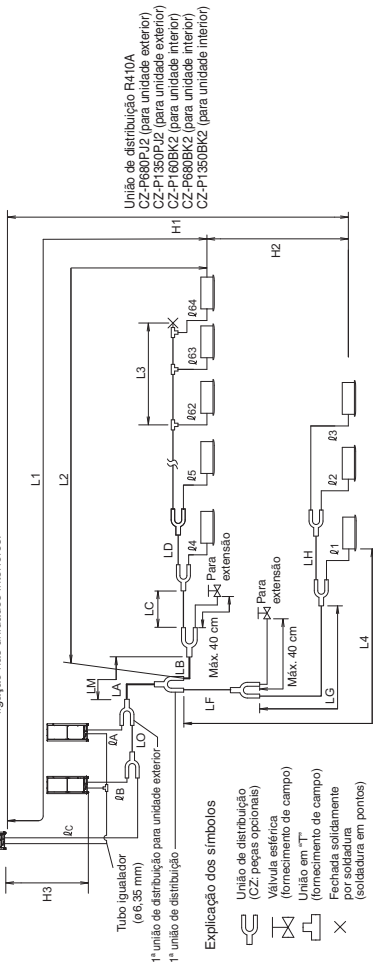 União de distribuição R410A
CZ-P680PJ2 (para unidade exterior)
CZ-P1350PJ2 (para unidade exterior)
CZ-P160BK2 (para unidade interior)
CZ-P680BK2 (para unidade interior)
CZ-P1350BK2 (para unidade interior)
H1
L1
H2
L2
L3
ℓ64
ℓ63
ℓ62
ℓ5
ℓ4
LD
LC
Para
extensão
Máx. 40 cm
LB
LM
LA
ℓ3
ℓ2
ℓ1
LH
Para
extensão
Máx. 40 cm
LF
LG
L4
ℓA
ℓB
ℓC
LO
H3
Tubo igualador
(ø6,35 mm)
1ª união de distribuição para unidade exterior
1ª união de distribuição
Explicação dos símbolos
União de distribuição
(CZ: peças opcionais)
Válvula esférica
(fornecimento de campo)
União em “T”
(fornecimento de campo)
Fechada solidamente
por soldadura
(soldadura em pontos)